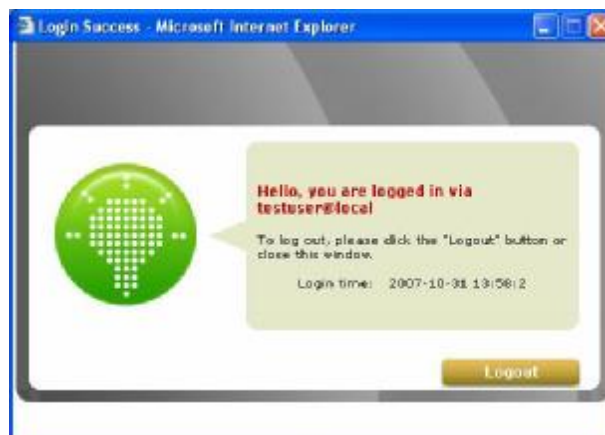 Login Success - Microsoft Internet Explorer
Hello, you are logged in via
testuser@local
To log out, please click the "Logout" button or
close this window.
Login time: 2007-10-31 13:58:2
Logout